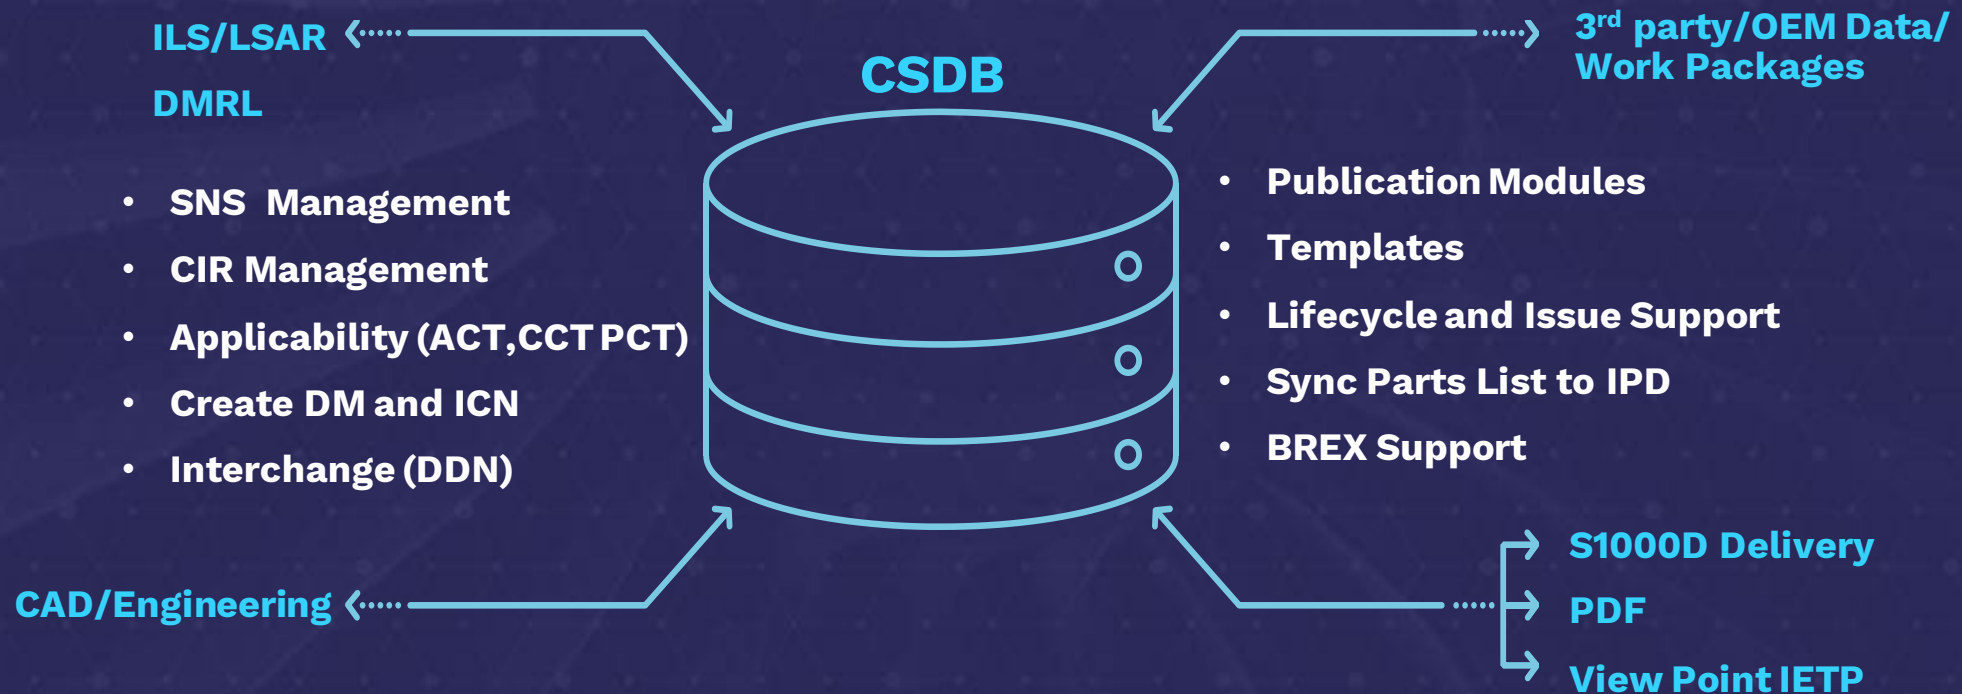 ILS/LSAR
DMRL
CSDB
3rd party/OEM Data/
Work Packages
• SNS Management
• CIR Management
• Applicability (ACT,CCT PCT)
• Create DM and ICN
• Interchange (DDN)
• Publication Modules
• Templates
• Lifecycle and Issue Support
• Sync Parts List to IPD
• BREX Support
CAD/Engineering
S1000D Delivery
PDF
View Point IETP